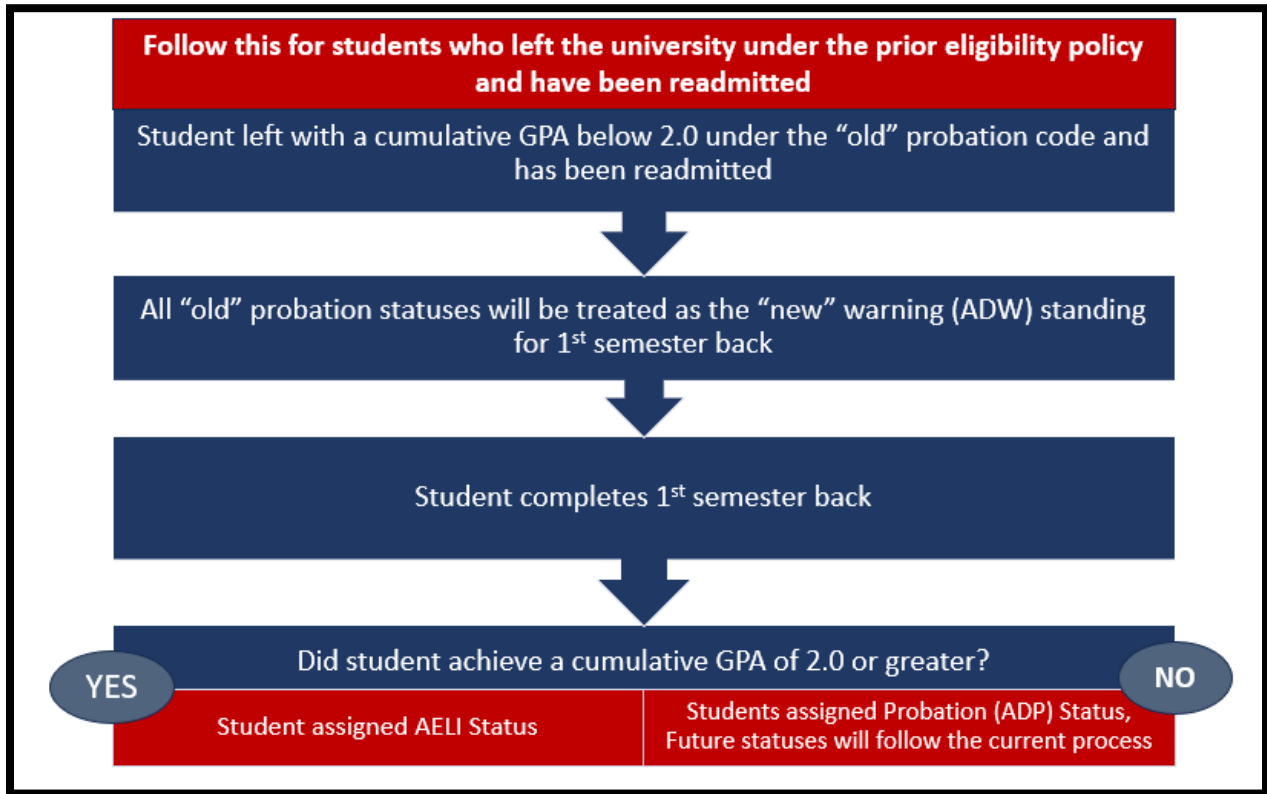 Follow this for students who left the university under the prior eligibility policy
and have been readmitted
Student left with a cumulative GPA below 2.0 under the “old” probation code and
has been readmitted
All “old” probation statuses will be treated as the “new” warning (ADW) standing
for 1st semester back
Student completes 1st semester back
Did student achieve a cumulative GPA of 2.0 or greater?
YES
NO
Student assigned AELI Status
Students assigned Probation (ADP) Status,
Future statuses will follow the current process